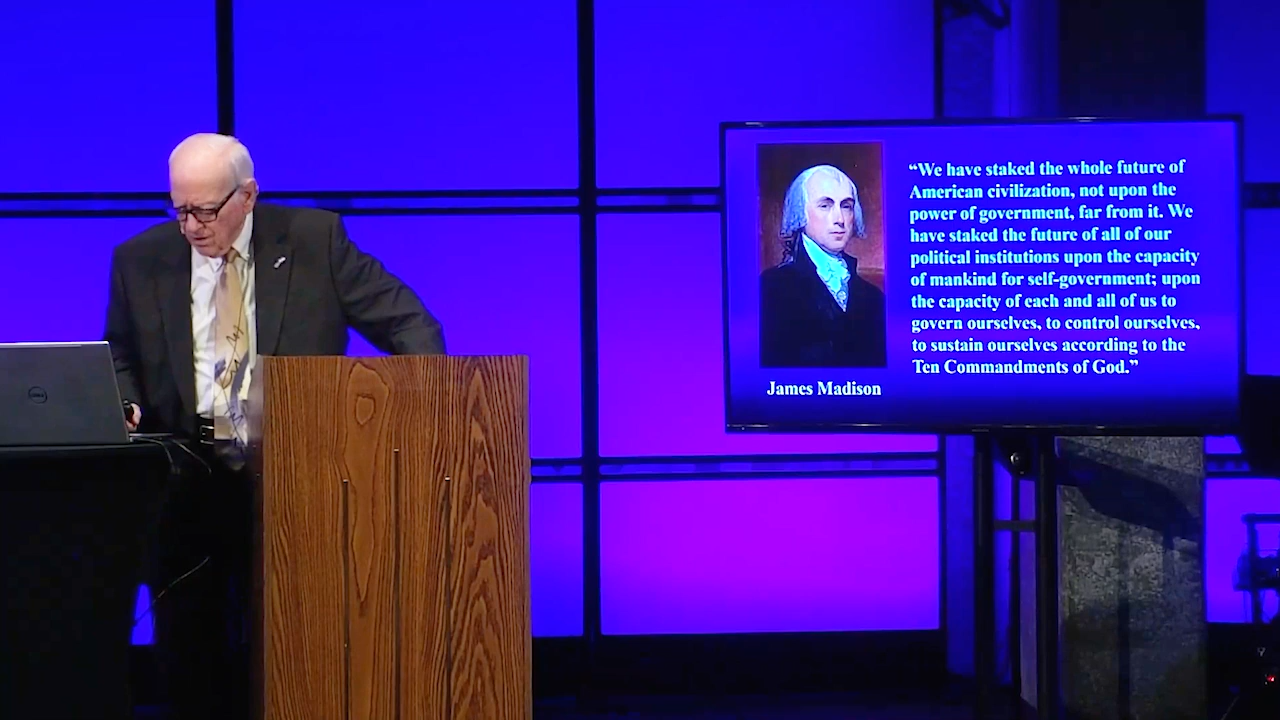 “We have staked the whole future of
American civilization, not upon the
power of government, far from it. We
have staked the future of all of our
political institutions upon the capacity
of mankind for self-government; upon
the capacity of each and all of us to
govern ourselves, to control ourselves,
to sustain ourselves according to the
Ten Commandments of God.”
James Madison
DELL